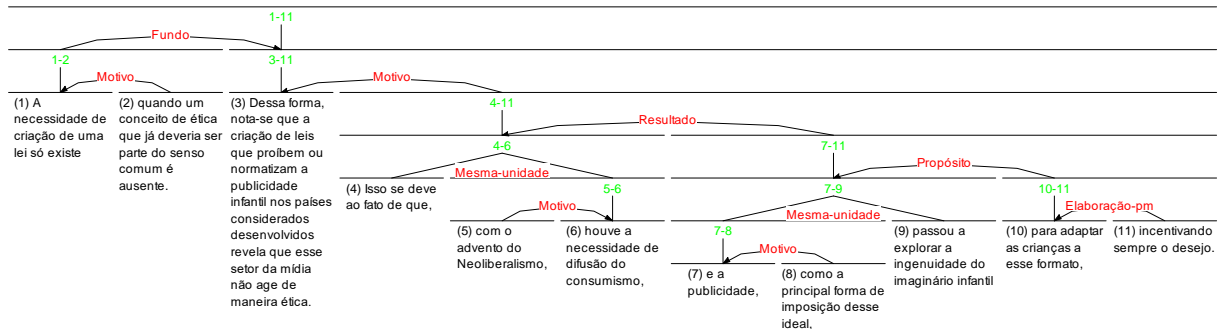 1-11
Fundo
1-2
3-11
Motivo
Motivo
(1) A
necessidade de
criação de uma
lei só existe
(2) quando um
conceito de ética
que já deveria ser
parte do senso
comum é
ausente.
(3) Dessa forma,
nota-se que a
criação de leis
que proíbem ou
normatizam a
publicidade
infantil nos países
considerados
desenvolvidos
revela que esse
setor da mídia
não age de
maneira ética.
4-11
Resultado
4-6
7-11
Mesma-unidade
Propósito
(4) Isso se deve
ao fato de que,
5-6
7-9
10-11
Motivo
Mesma-unidade
Elaboração-pm
(5) com o
advento do
Neoliberalismo,
(6) houve a
necessidade de
difusão do
consumismo,
7-8
Motivo
(7) e a
publicidade,
(8) como a
principal forma de
imposição desse
ideal,
(9) passou a
explorar a
ingenuidade do
imaginário infantil
(10) para adaptar
as crianças a
esse formato,
(11) incentivando
sempre o desejo.